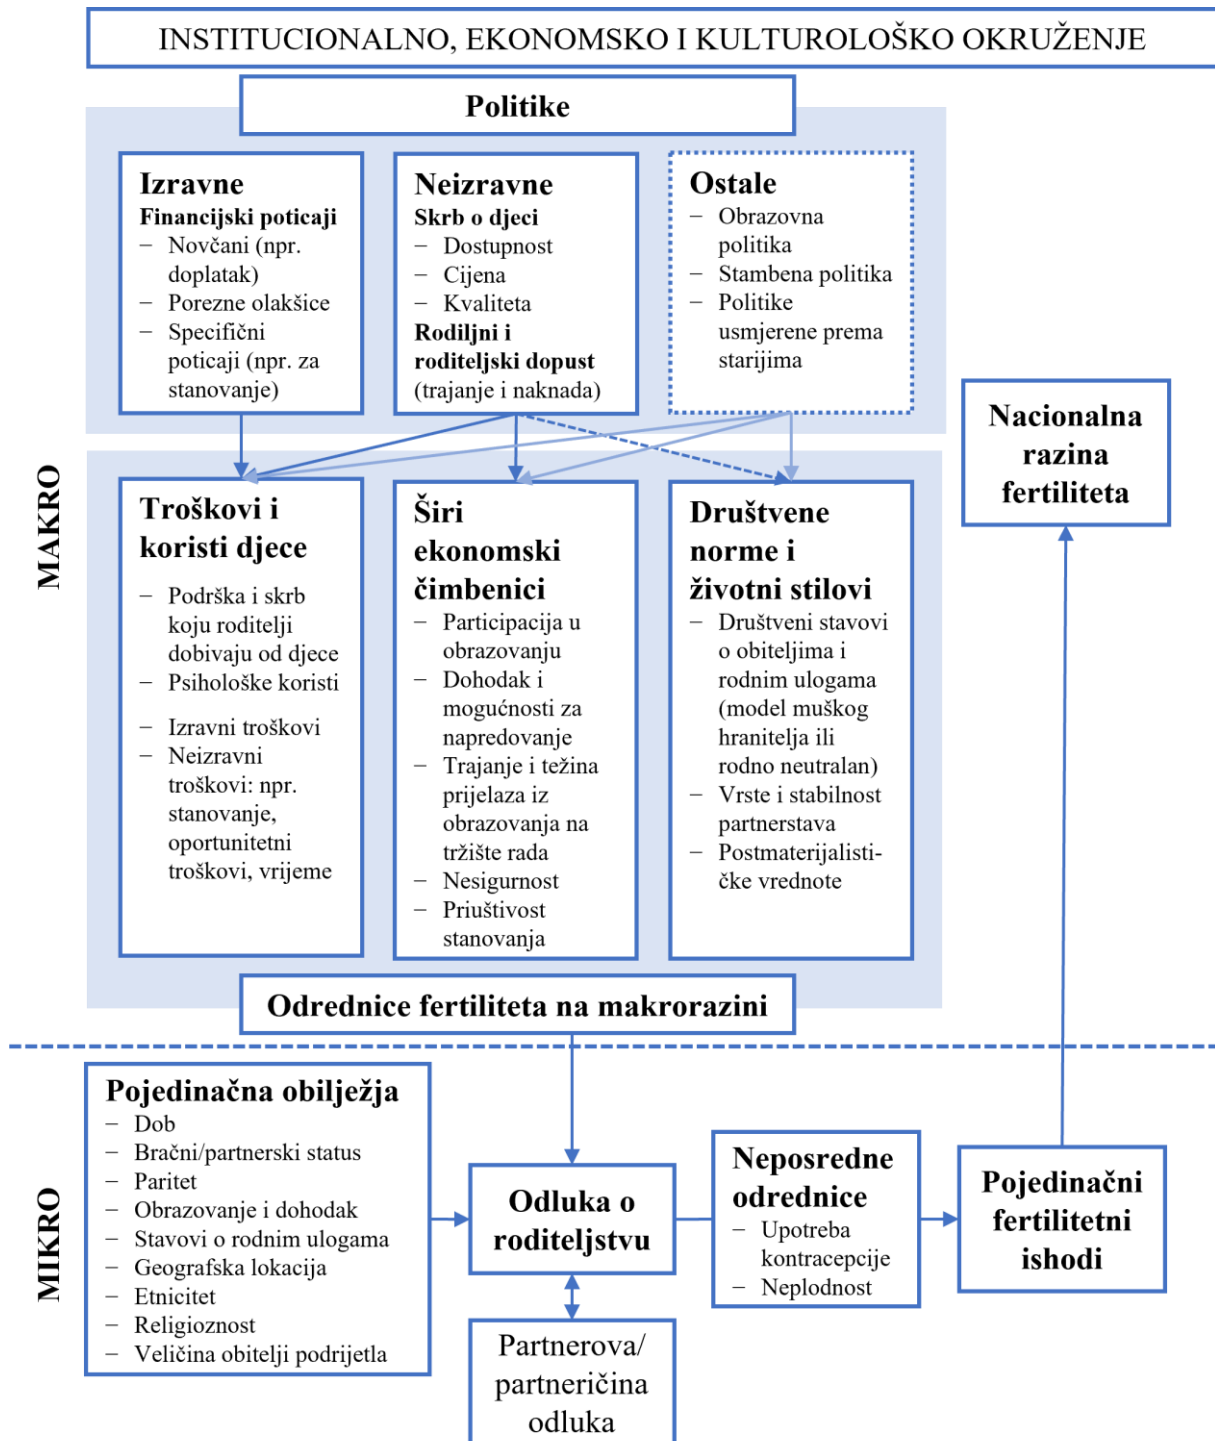 INSTITUCIONALNO, EKONOMSKO I KULTUROLOŠKO OKRUŽENJE
Politike
Izravne
Financijski poticaji
– Novčani (npr.
doplatak)
– Porezne olakšice
– Specifični
poticaji (npr. za
stanovanje)
Neizravne
Skrb o djeci
– Dostupnost
– Cijena
– Kvaliteta
Rodiljni i
roditeljski dopust
(trajanje i naknada)
Ostale
– Obrazovna
politika
– Stambena politika
– Politike
usmjerene prema
starijima
MAKRO
Troškovi i
koristi djece
– Podrška i skrb
koju roditelji
dobivaju od djece
– Psihološke koristi
– Izravni troškovi
– Neizravni
troškovi: npr.
stanovanje,
oportunitetni
troškovi, vrijeme
Širi
ekonomski
čimbenici
– Participacija u
obrazovanju
– Dohodak i
mogućnosti za
napredovanje
– Trajanje i težina
prijelaza iz
obrazovanja na
tržište rada
– Nesigurnost
– Priuštivost
stanovanja
Društvene
norme i
životni stilovi
– Društveni stavovi
o obiteljima i
rodnim ulogama
(model muškog
hranitelja ili
rodno neutralan)
– Vrste i stabilnost
partnerstava
– Postmaterijalisti-
čke vrednote
Nacionalna
razina
fertiliteta
Odrednice fertiliteta na makrorazini
MIKRO
Pojedinačna obilježja
– Dob
– Bračni/partnerski status
– Paritet
– Obrazovanje i dohodak
– Stavovi o rodnim ulogama
– Geografska lokacija
– Etnicitet
– Religioznost
– Veličina obitelji podrijetla
Odluka o
roditeljstvu
Partnerova/
partneričina
odluka
Neposredne
odrednice
– Upotreba
kontracepcije
– Neplodnost
Pojedinačni
fertilitetni
ishodi